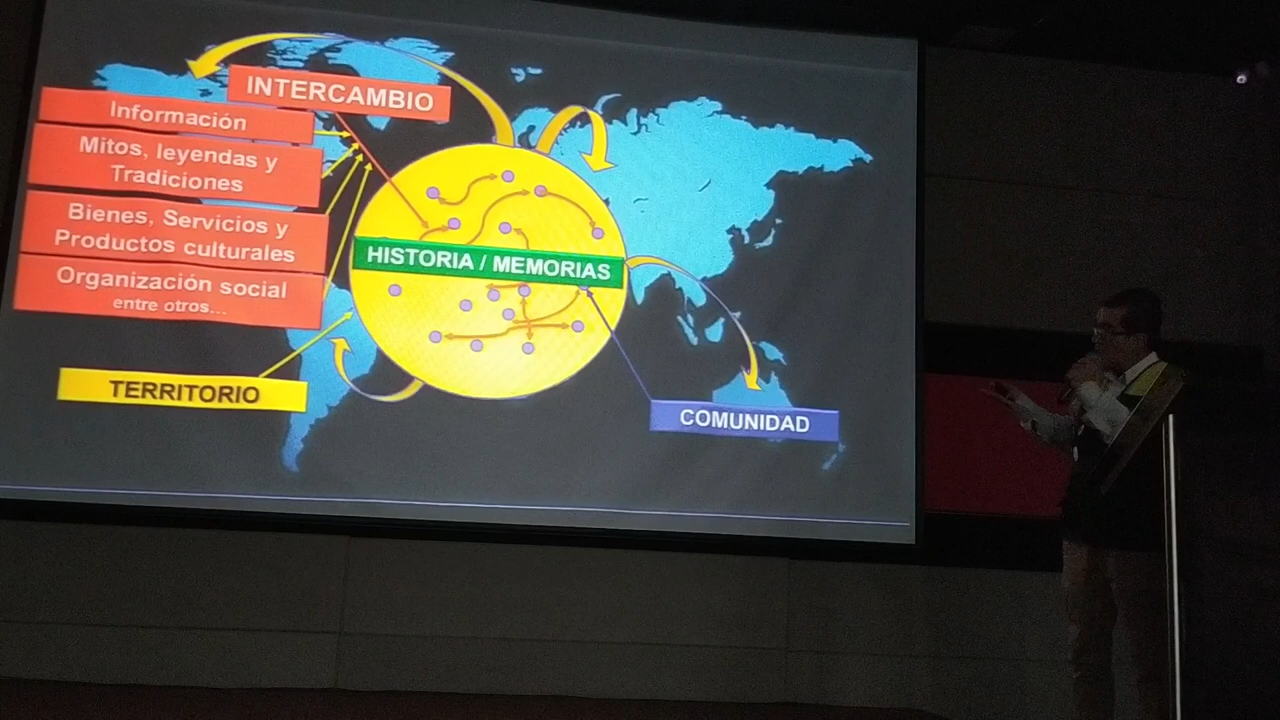 INTERCAMBIO
Información
Mitos, leyendas y
Tradiciones
Bienes, Servicios y
Productos culturales
Organización social
entre otros...
HISTORIA / MEMORIAS
TERRITORIO
COMUNIDAD